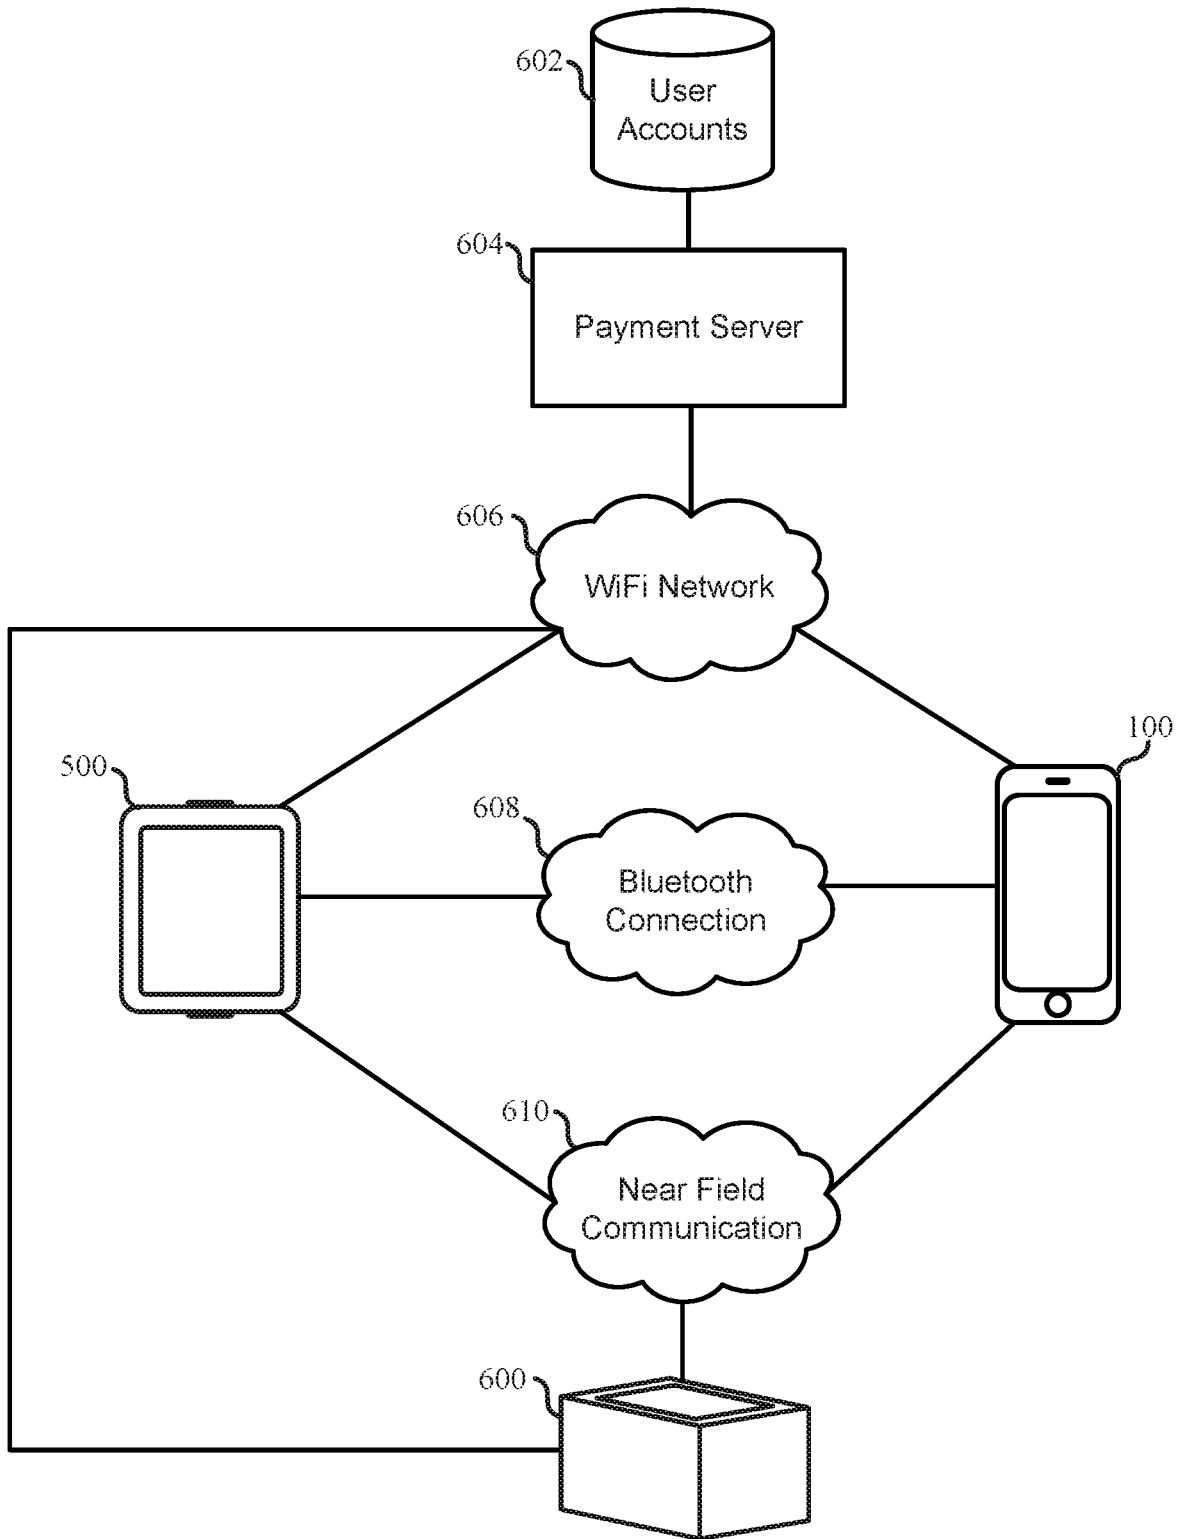 602
User
Accounts
604
Payment Server
606
WiFi Network
100
500
608
Bluetooth
Connection
610
Near Field
Communication
600